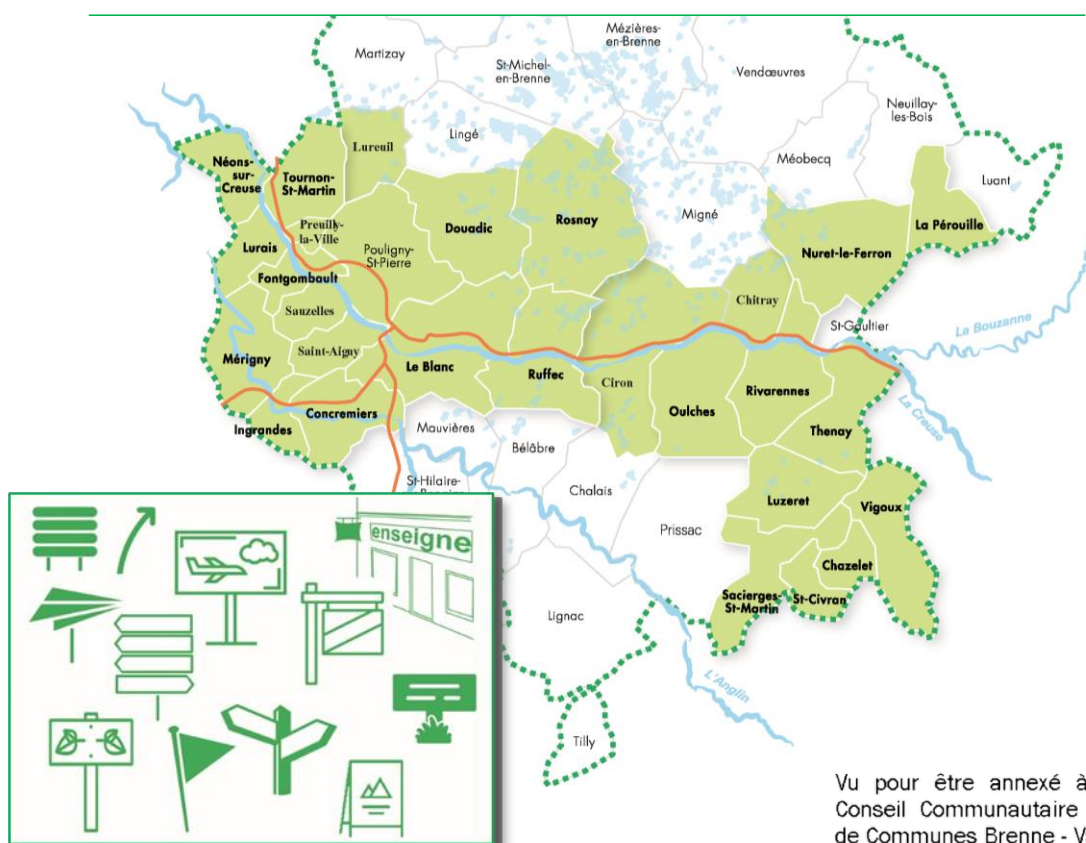 Mézières-
en-Brenne
Martizay
St-Michel-
en-Brenne
Vendœuvres
Neuillay-
les-Bois
Lingé
Lureuil
Méobecq
Luant
Néons-
sur-
Creuse
Tournon-
St-Martin
Rosnay
Migné
Douadic
La Pérouille
Preuilly-
la-Ville
Pouligny-
St-Pierre
Nuret-le-Ferron
Lurais
Fontgombault
Chitray
Sauzelles
St-Gaultier
La Bouzanne
Saint-Aigny
Mérigny
Le Blanc
Ruffec
Ciron
Rivarennes
Oulches
La Creuse
Concremiers
Ingrandes
Mauvières
Thenay
Bélâbre
St-Hilaire-
Chalais
Luzeret
Vigoux
Prissac
enseigne
Chazelet
Sacierges-
St-Martin
St-Civran
Lignac
L'Anglin
Tilly
Vu pour être annexé à
Conseil Communautaire
de Communes Brenne - V